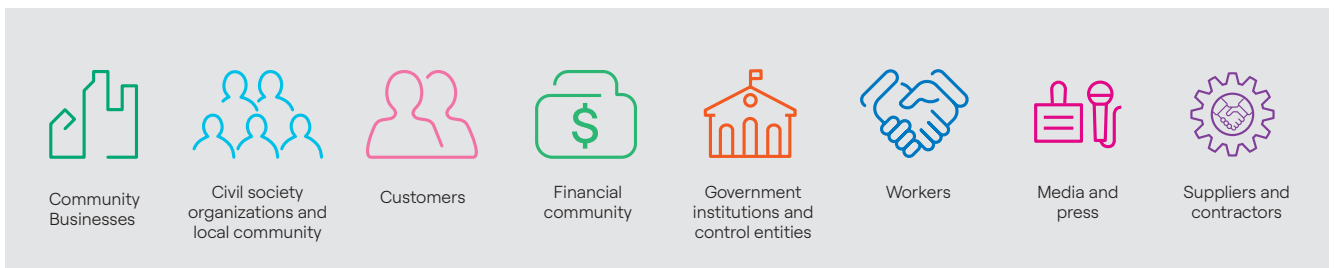 Community
Businesses
Civil society
organizations and
local community
Customers
$
Financial
community
Government
institutions and
control entities
Workers
Media and
press
Suppliers and
contractors